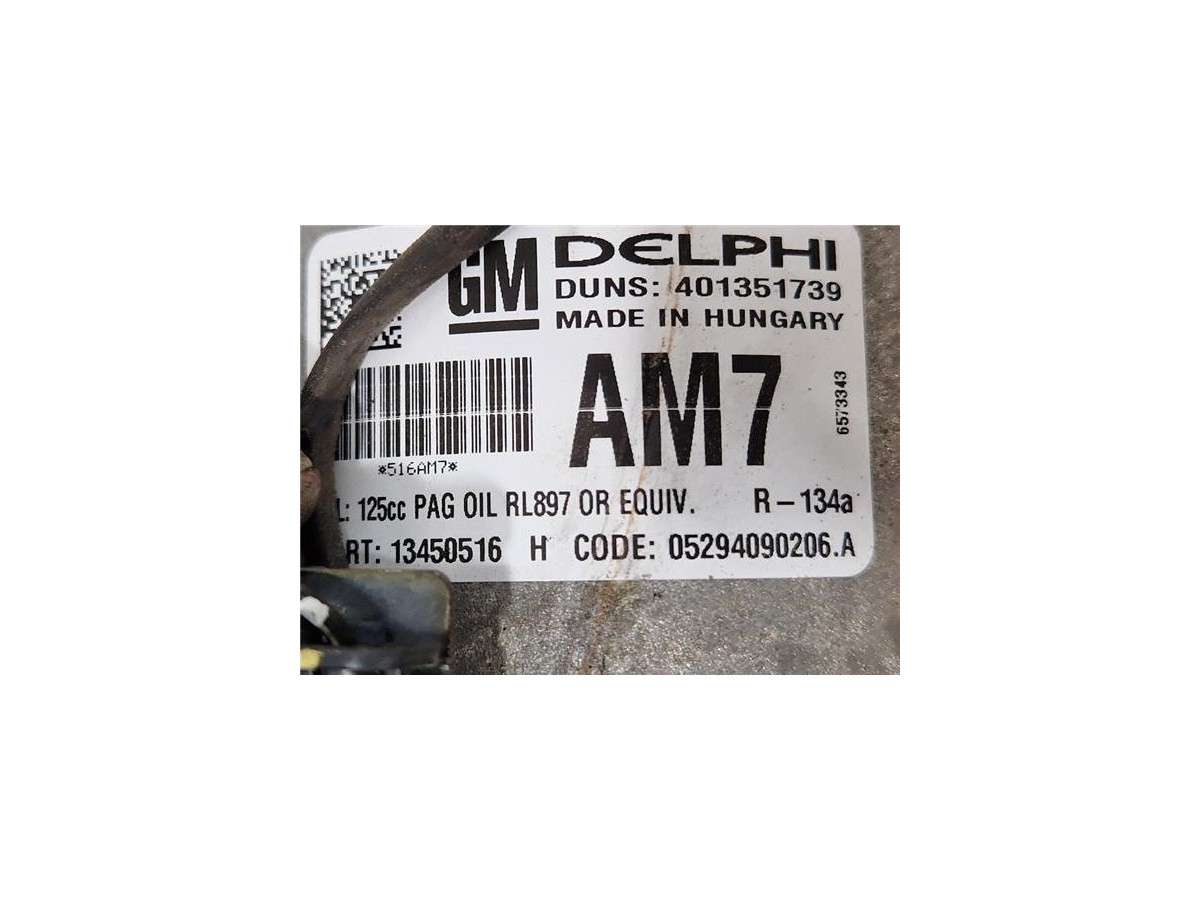 GM
DELPHI
DUNS: 401351739
MADE IN HUNGARY
AM7
6573343
*516AM7*
L: 125cc PAG OIL RL897 OR EQUIV. R-134a
RT: 13450516 H CODE: 05294090206.A